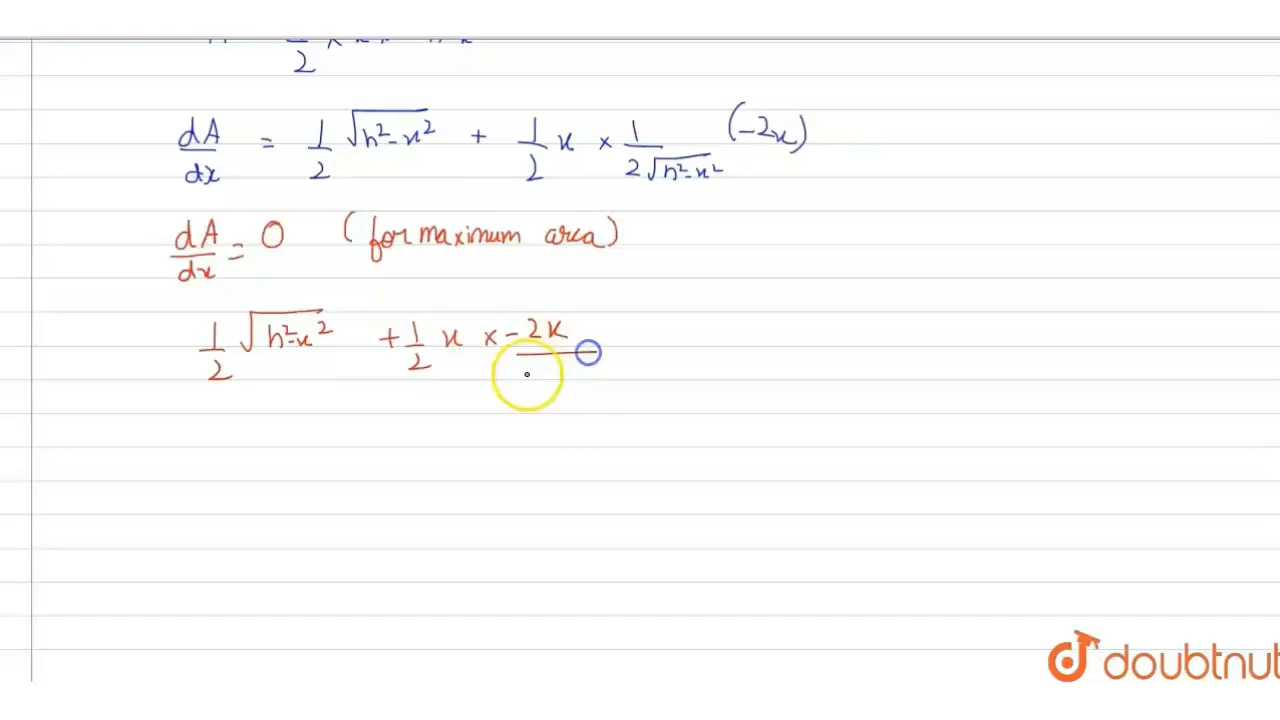 2
dA/dx = 1/2 √(h²-x²) + 1/2 x × 1/(2√(h²-x²)) (-2x)
dA/dx = 0 (for maximum area)
1/2 √(h²-x²) + 1/2 x × -2x
doubtnut